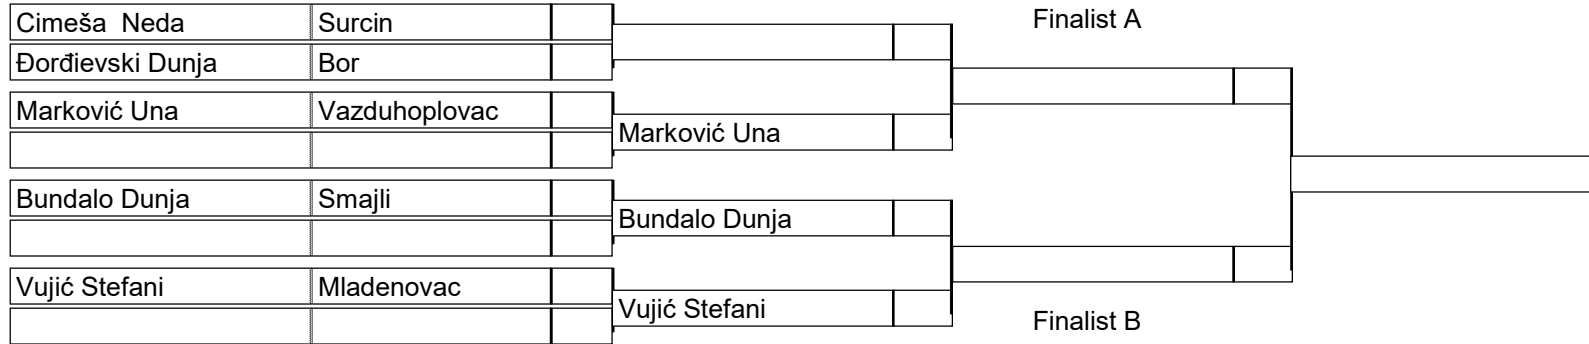 Cimeša  Neda Surcin
Đorđievski Dunja Bor
Marković Una Vazduhoplovac
Bundalo Dunja Smajli
Vujić Stefani Mladenovac
Marković Una
Bundalo Dunja
Vujić Stefani
Finalist A
Finalist B